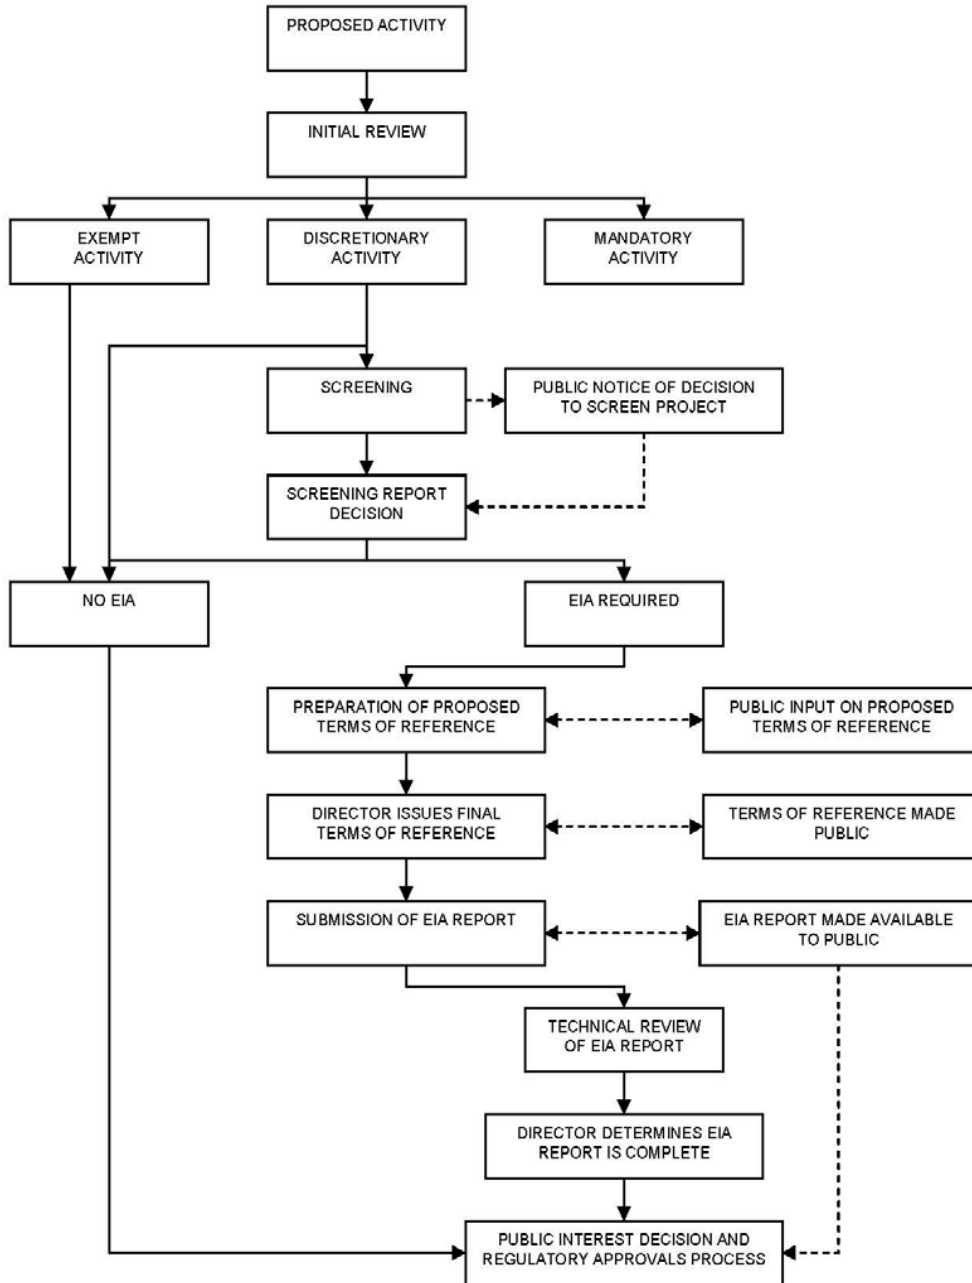 PROPOSED ACTIVITY
INITIAL REVIEW
EXEMPT
ACTIVITY
DISCRETIONARY
ACTIVITY
MANDATORY
ACTIVITY
SCREENING
PUBLIC NOTICE OF DECISION
TO SCREEN PROJECT
SCREENING REPORT
DECISION
NO EIA
EIA REQUIRED
PREPARATION OF PROPOSED
TERMS OF REFERENCE
PUBLIC INPUT ON PROPOSED
TERMS OF REFERENCE
DIRECTOR ISSUES FINAL
TERMS OF REFERENCE
TERMS OF REFERENCE MADE
PUBLIC
SUBMISSION OF EIA REPORT
EIA REPORT MADE AVAILABLE
TO PUBLIC
TECHNICAL REVIEW
OF EIA REPORT
DIRECTOR DETERMINES EIA
REPORT IS COMPLETE
PUBLIC INTEREST DECISION AND
REGULATORY APPROVALS PROCESS